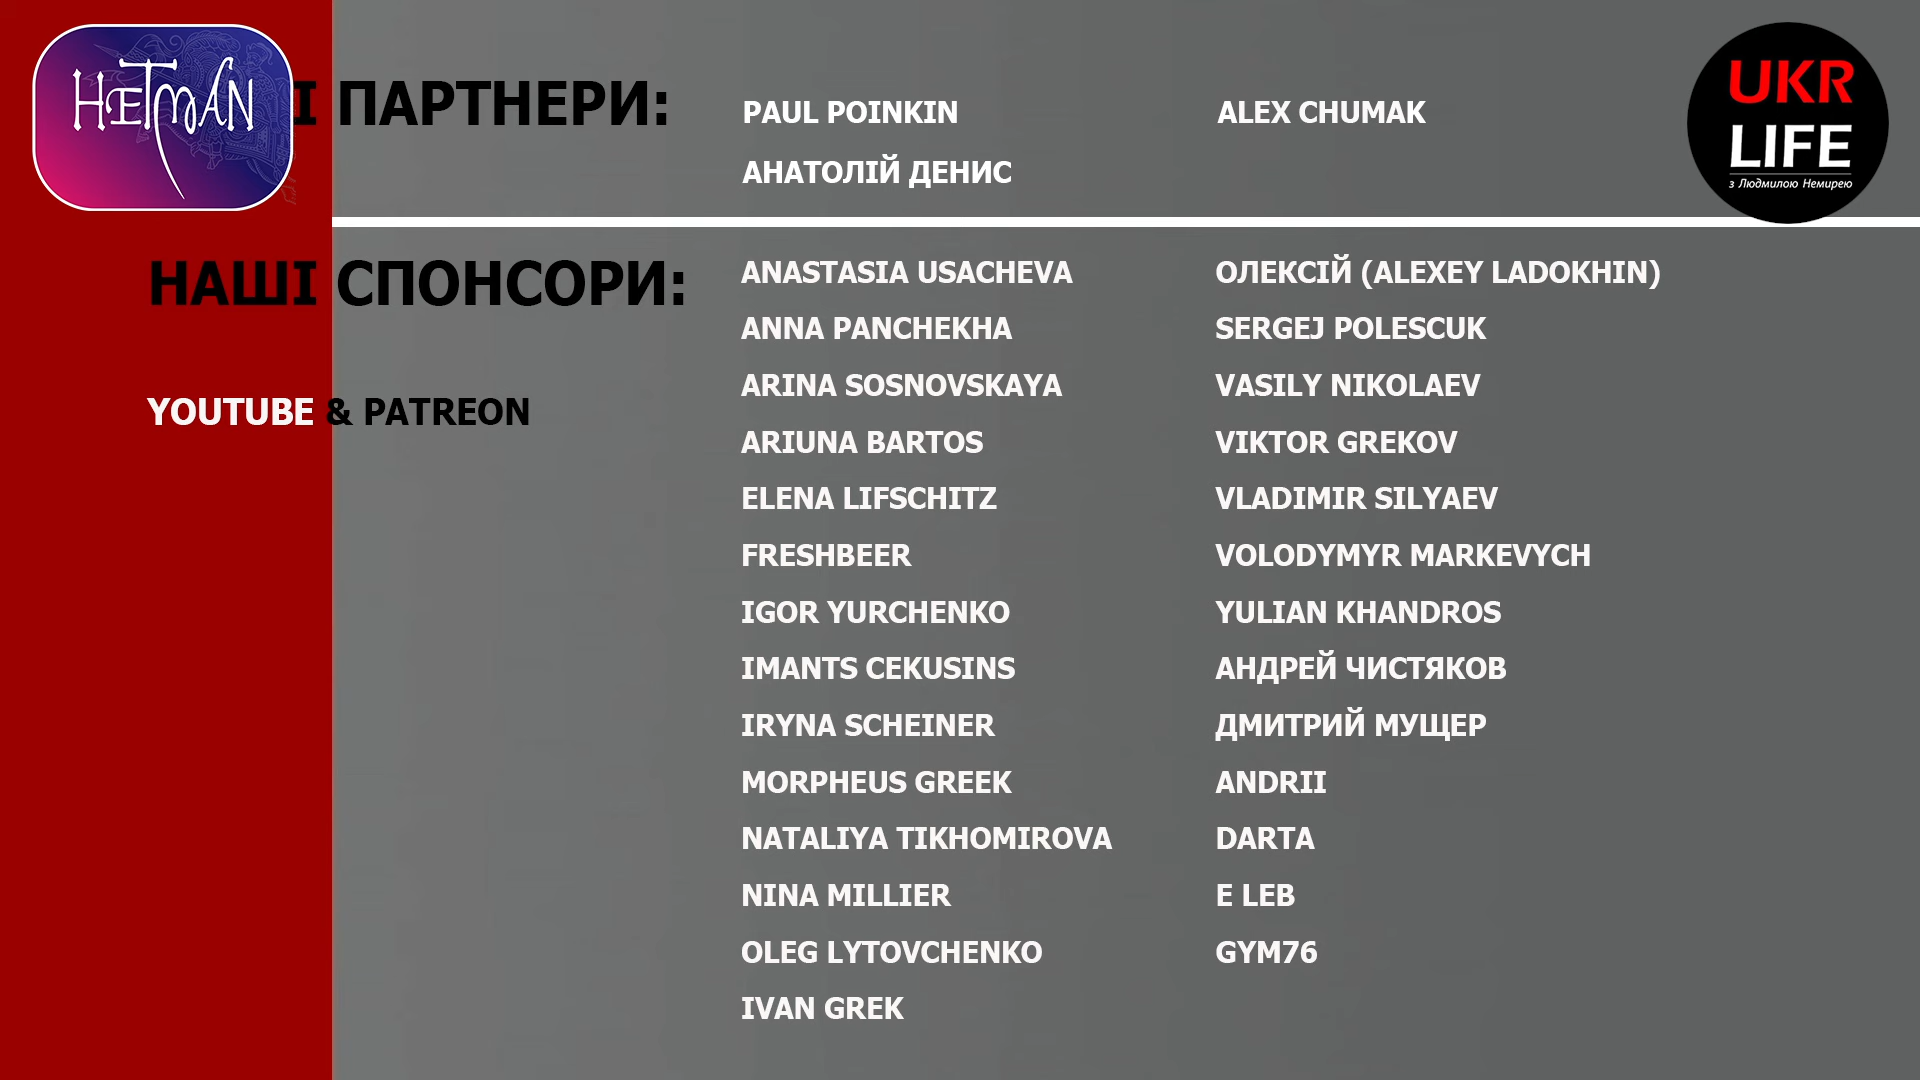 HETMAN
І ПАРТНЕРИ:
PAUL POINKIN
ALEX CHUMAK
АНАТОЛІЙ ДЕНИС
UKR
LIFE
з Людмилою Немирею
НАШІ СПОНСОРИ:
YOUTUBE & PATREON
ANASTASIA USACHEVA
ANNA PANCHEKHA
ARINA SOSNOVSKAYA
ARIUNA BARTOS
ELENA LIFSCHITZ
FRESHBEER
IGOR YURCHENKO
IMANTS CEKUSINS
IRYNA SCHEINER
MORPHEUS GREEK
NATALIYA TIKHOMIROVA
NINA MILLIER
OLEG LYTOVCHENKO
IVAN GREK
ОЛЕКСІЙ (ALEXEY LADOKHIN)
SERGEJ POLESCUK
VASILY NIKOLAEV
VIKTOR GREKOV
VLADIMIR SILYAEV
VOLODYMYR MARKEVYCH
YULIAN KHANDROS
АНДРЕЙ ЧИСТЯКОВ
ДМИТРИЙ МУЩЕР
ANDRII
DARTA
E LEB
GYM76